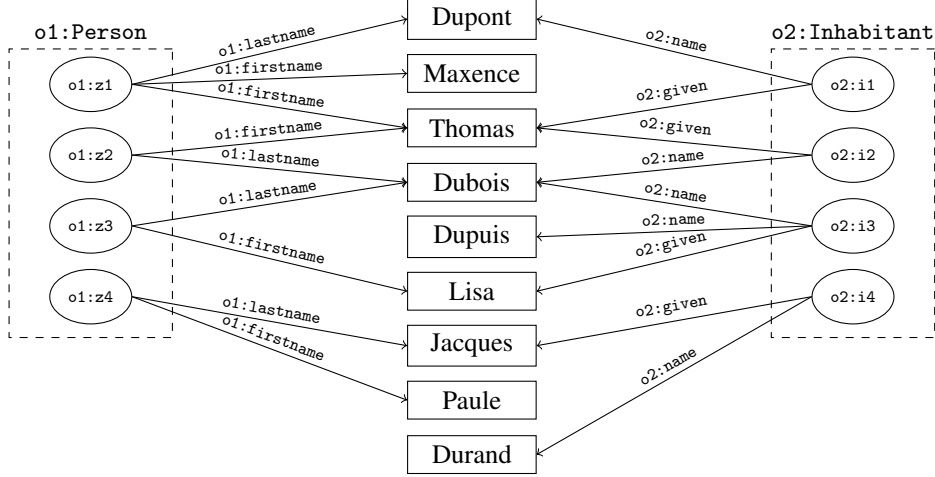 o1:Person
o2:Inhabitant
Dupont
Maxence
Thomas
Dubois
Dupuis
Lisa
Jacques
Paule
Durand
o1:z1
o1:z2
o1:z3
o1:z4
o2:i1
o2:i2
o2:i3
o2:i4
o1:lastname
o1:firstname
o1:firstname
o1:firstname
o1:lastname
o1:lastname
o1:firstname
o1:lastname
o1:firstname
o2:name
o2:given
o2:given
o2:name
o2:name
o2:name
o2:given
o2:given
o2:name